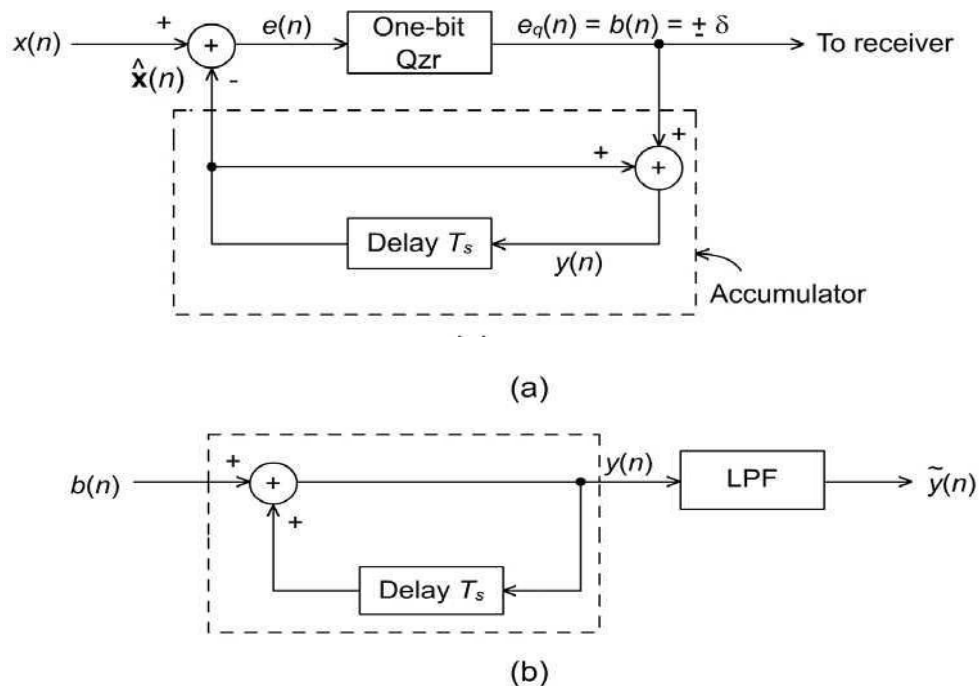 x(n)
+
+
e(n)
One-bit
Qzr
e_q(n) = b(n) = ± δ
To receiver
x̂(n)
-
+
+
+
Delay T_s
y(n)
Accumulator
(a)
b(n)
+
+
+
y(n)
LPF
ỹ(n)
Delay T_s
(b)